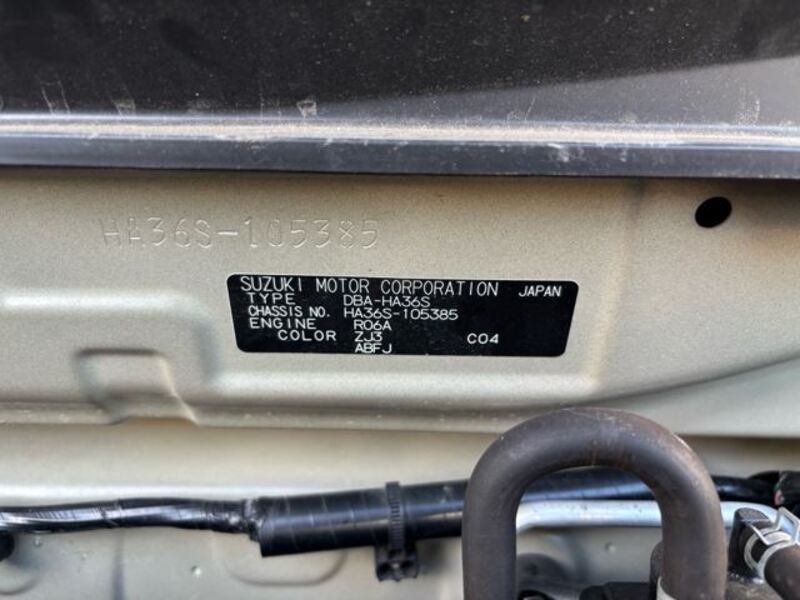 HA36S-105385
SUZUKI MOTOR CORPORATION JAPAN
TYPE DBA-HA36S
CHASSIS NO. HA36S-105385
ENGINE R06A
COLOR ZJ3 C04
ABFJ